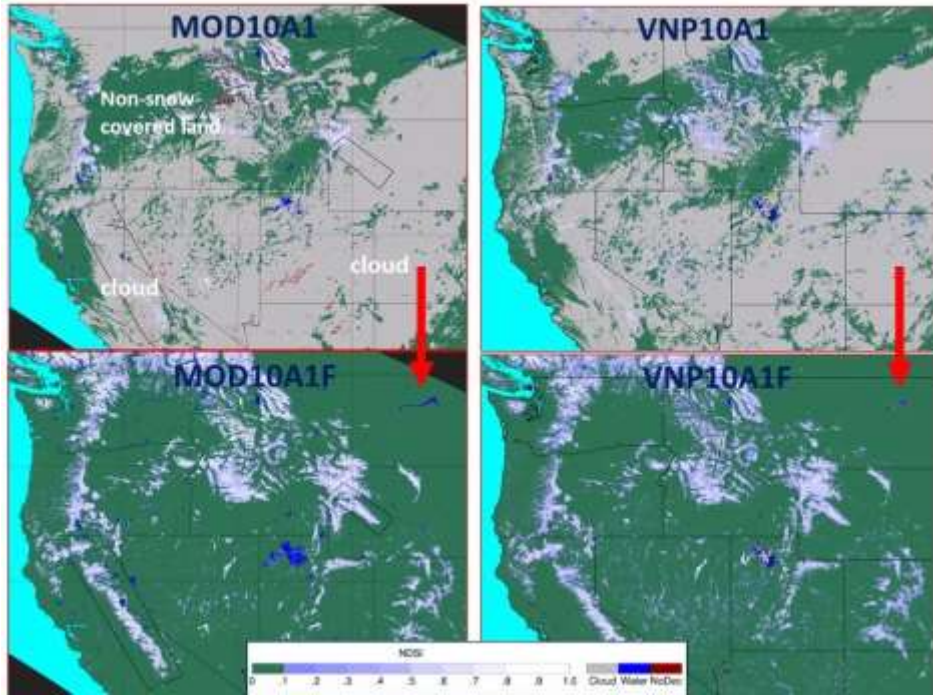 MOD10A1
VNP10A1
Non-snow-
covered land
cloud
cloud
MOD10A1F
VNP10A1F
NDSI
0 .1 .2 .3 .4 .5 .6 .7 .8 .9 1.0 Cloud Water NoDec